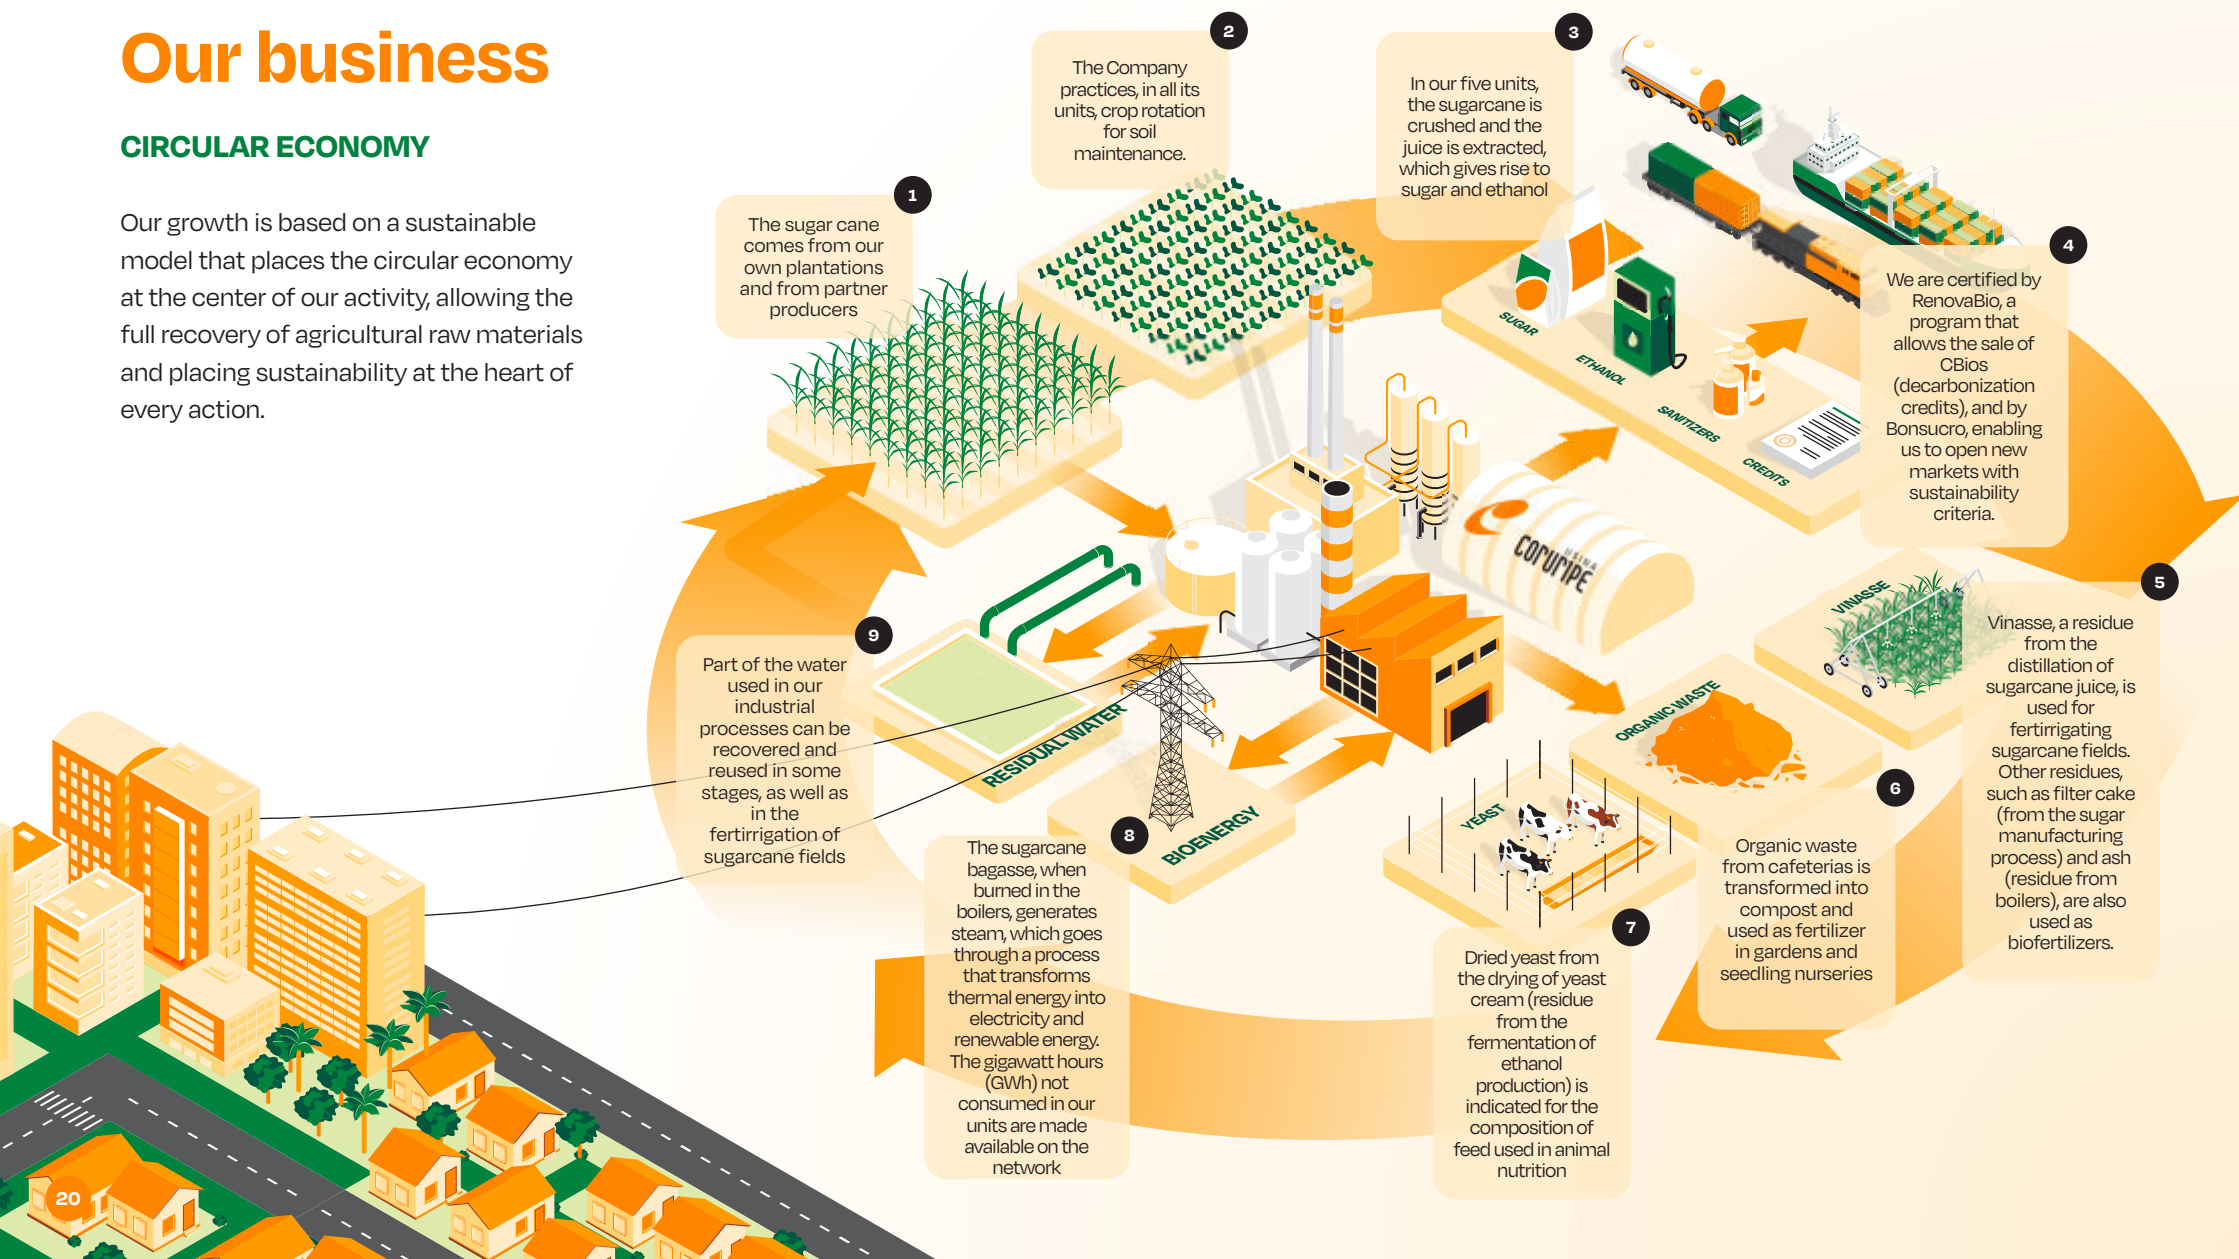 Our business
CIRCULAR ECONOMY
Our growth is based on a sustainable
model that places the circular economy
at the center of our activity, allowing the
full recovery of agricultural raw materials
and placing sustainability at the heart of
every action.
1
The sugar cane
comes from our
own plantations
and from partner
producers
2
The Company
practices, in all its
units, crop rotation
for soil
maintenance.
3
In our five units,
the sugarcane is
crushed and the
juice is extracted,
which gives rise to
sugar and ethanol
SUGAR
ETHANOL
SANITIZERS
CREDITS
4
We are certified by
RenovaBio, a
program that
allows the sale of
CBios
(decarbonization
credits), and by
Bonsucro, enabling
us to open new
markets with
sustainability
criteria.
USINA
CORURIPE
VINASSE
5
Vinasse, a residue
from the
distillation of
sugarcane juice, is
used for
fertirrigating
sugarcane fields.
Other residues,
such as filter cake
(from the sugar
manufacturing
process) and ash
(residue from
boilers), are also
used as
biofertilizers.
ORGANIC WASTE
6
Organic waste
from cafeterias is
transformed into
compost and
used as fertilizer
in gardens and
seedling nurseries
YEAST
7
Dried yeast from
the drying of yeast
cream (residue
from the
fermentation of
ethanol
production) is
indicated for the
composition of
feed used in animal
nutrition
BIOENERGY
8
The sugarcane
bagasse, when
burned in the
boilers, generates
steam, which goes
through a process
that transforms
thermal energy into
electricity and
renewable energy.
The gigawatt hours
(GWh) not
consumed in our
units are made
available on the
network
RESIDUAL WATER
9
Part of the water
used in our
industrial
processes can be
recovered and
reused in some
stages, as well as
in the
fertirrigation of
sugarcane fields
20